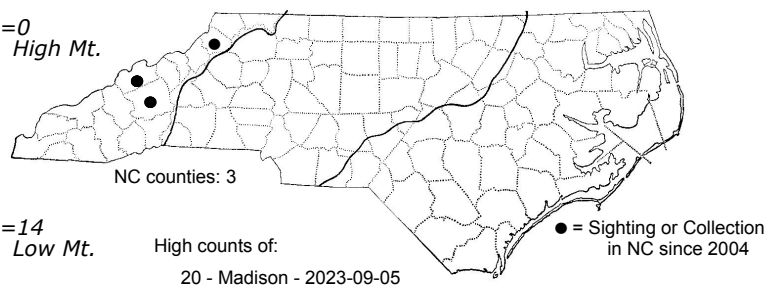 =0
High Mt.
NC counties: 3
=14
Low Mt.
High counts of:
20 - Madison - 2023-09-05
● = Sighting or Collection
in NC since 2004